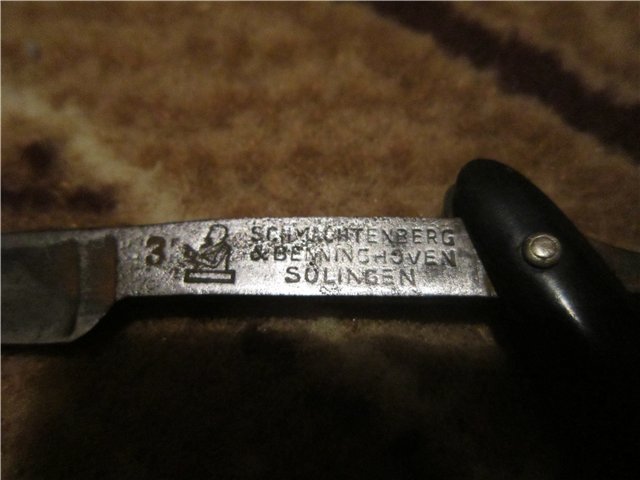 3
SCHMACHTENBERG
& BENNINGHOVEN
SOLINGEN